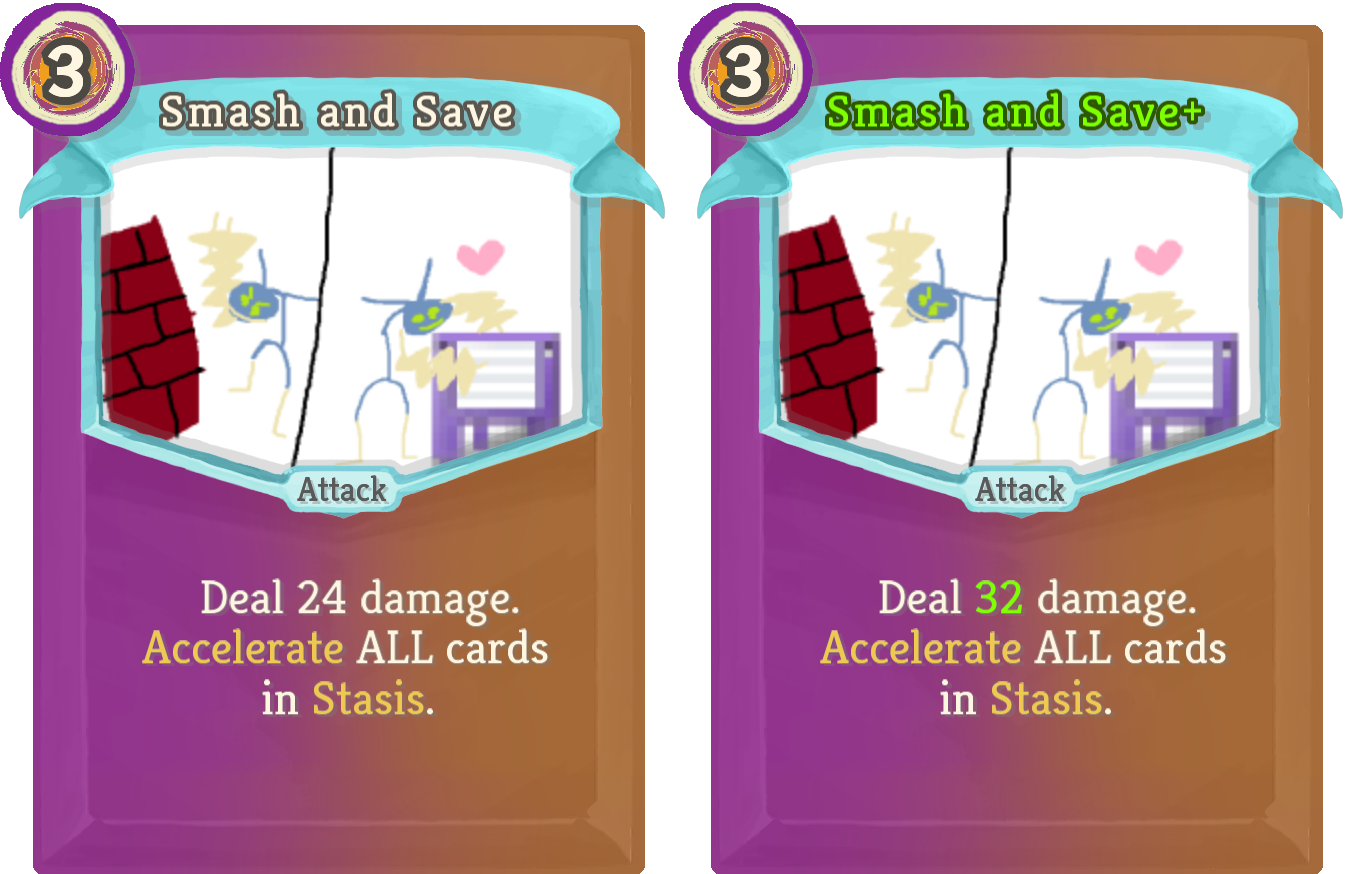 3
Smash and Save
Attack
Deal 24 damage.
Accelerate ALL cards
in Stasis.
3
Smash and Save+
Attack
Deal 32 damage.
Accelerate ALL cards
in Stasis.